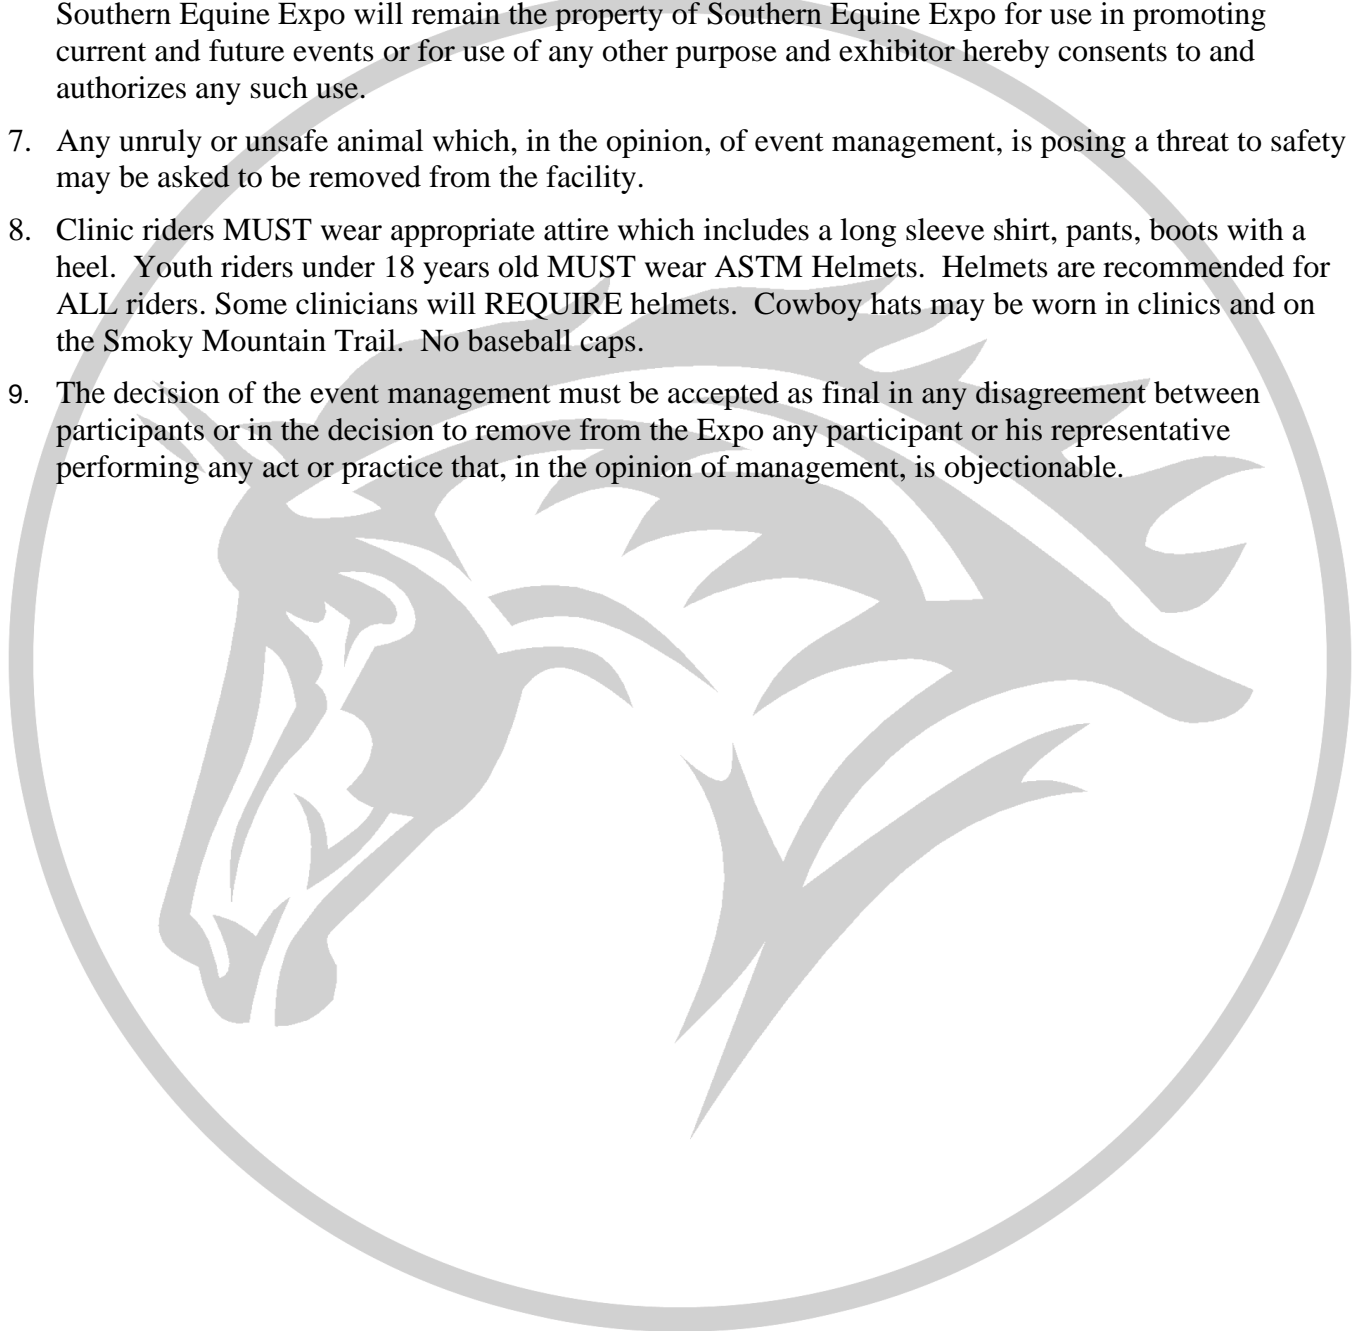 Southern Equine Expo will remain the property of Southern Equine Expo for use in promoting
current and future events or for use of any other purpose and exhibitor hereby consents to and
authorizes any such use.
7. Any unruly or unsafe animal which, in the opinion, of event management, is posing a threat to safety
may be asked to be removed from the facility.
8. Clinic riders MUST wear appropriate attire which includes a long sleeve shirt, pants, boots with a
heel. Youth riders under 18 years old MUST wear ASTM Helmets. Helmets are recommended for
ALL riders. Some clinicians will REQUIRE helmets. Cowboy hats may be worn in clinics and on
the Smoky Mountain Trail. No baseball caps.
9. The decision of the event management must be accepted as final in any disagreement between
participants or in the decision to remove from the Expo any participant or his representative
performing any act or practice that, in the opinion of management, is objectionable.